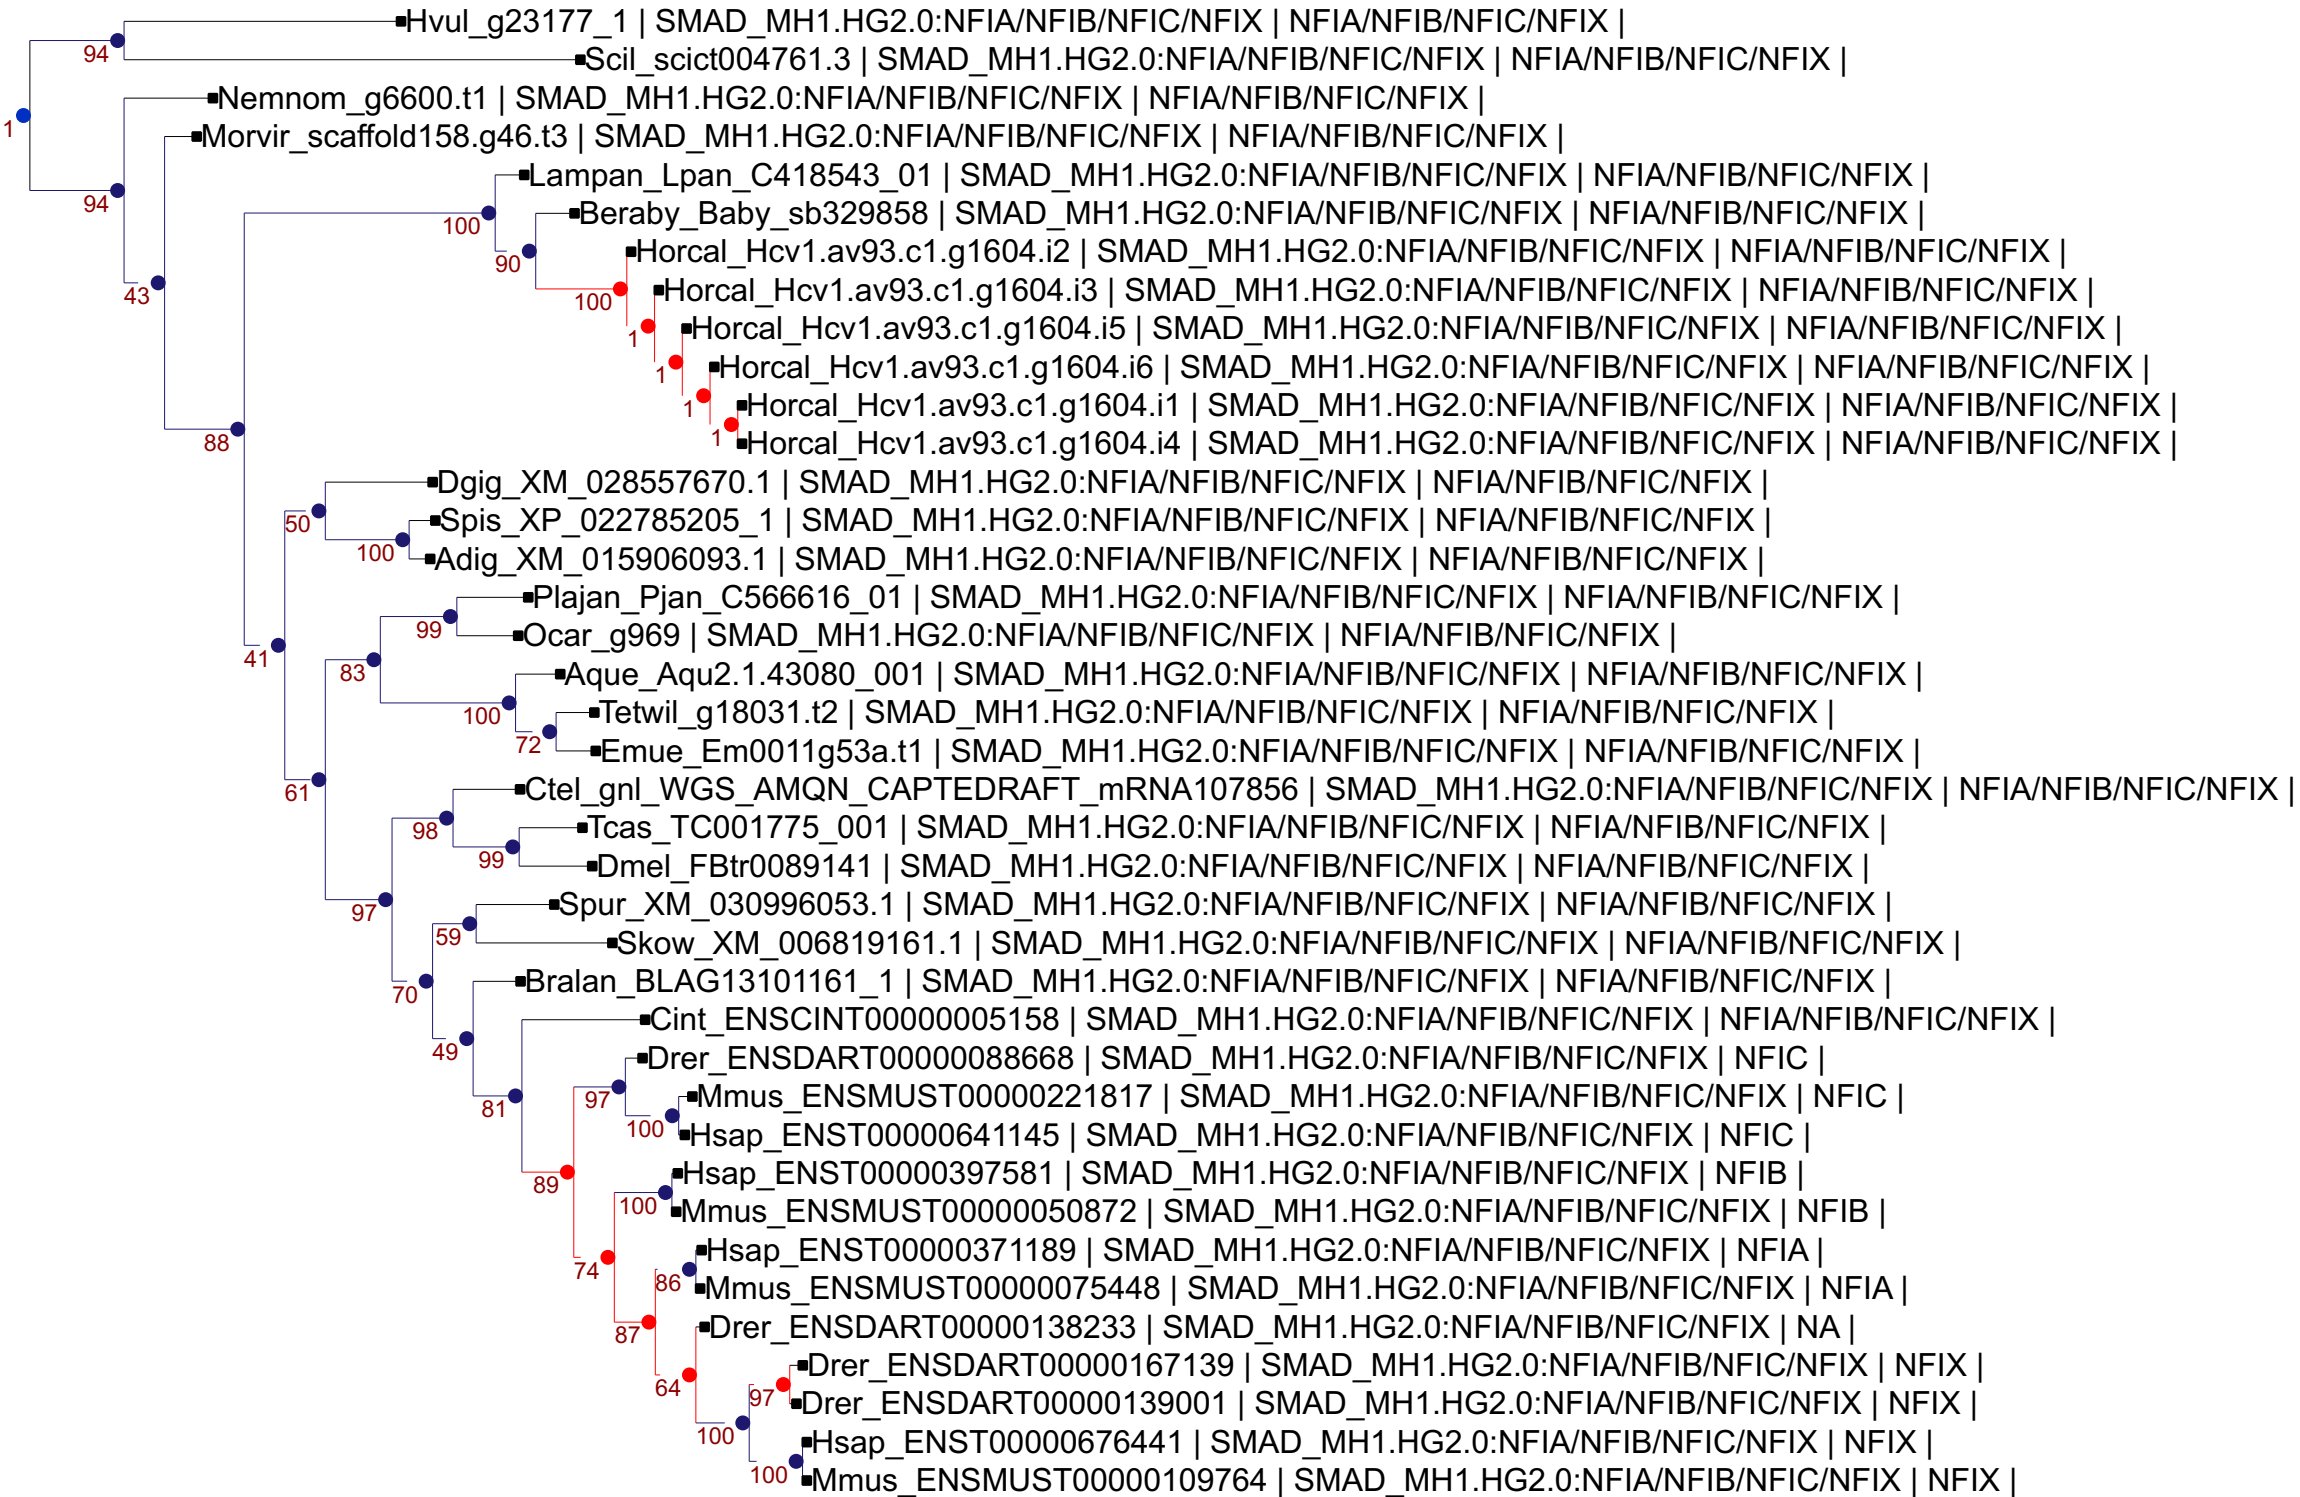 Hvul_g23177_1 | SMAD_MH1.HG2.0:NFIA/NFIB/NFIC/NFIX | NFIA/NFIB/NFIC/NFIX |
94
Scil_scict004761.3 | SMAD_MH1.HG2.0:NFIA/NFIB/NFIC/NFIX | NFIA/NFIB/NFIC/NFIX |
Nemnom_g6600.t1 | SMAD_MH1.HG2.0:NFIA/NFIB/NFIC/NFIX | NFIA/NFIB/NFIC/NFIX |
1
Morvir_scaffold158.g46.t3 | SMAD_MH1.HG2.0:NFIA/NFIB/NFIC/NFIX | NFIA/NFIB/NFIC/NFIX |
Lampan_Lpan_C418543_01 | SMAD_MH1.HG2.0:NFIA/NFIB/NFIC/NFIX | NFIA/NFIB/NFIC/NFIX |
94
Beraby_Baby_sb329858 | SMAD_MH1.HG2.0:NFIA/NFIB/NFIC/NFIX | NFIA/NFIB/NFIC/NFIX |
100
Horcal_Hcv1.av93.c1.g1604.i2 | SMAD_MH1.HG2.0:NFIA/NFIB/NFIC/NFIX | NFIA/NFIB/NFIC/NFIX |
90
Horcal_Hcv1.av93.c1.g1604.i3 | SMAD_MH1.HG2.0:NFIA/NFIB/NFIC/NFIX | NFIA/NFIB/NFIC/NFIX |
43
100
Horcal_Hcv1.av93.c1.g1604.i5 | SMAD_MH1.HG2.0:NFIA/NFIB/NFIC/NFIX | NFIA/NFIB/NFIC/NFIX |
1
Horcal_Hcv1.av93.c1.g1604.i6 | SMAD_MH1.HG2.0:NFIA/NFIB/NFIC/NFIX | NFIA/NFIB/NFIC/NFIX |
1
Horcal_Hcv1.av93.c1.g1604.i1 | SMAD_MH1.HG2.0:NFIA/NFIB/NFIC/NFIX | NFIA/NFIB/NFIC/NFIX |
1
Horcal_Hcv1.av93.c1.g1604.i4 | SMAD_MH1.HG2.0:NFIA/NFIB/NFIC/NFIX | NFIA/NFIB/NFIC/NFIX |
1
88
Dgig_XM_028557670.1 | SMAD_MH1.HG2.0:NFIA/NFIB/NFIC/NFIX | NFIA/NFIB/NFIC/NFIX |
Spis_XP_022785205_1 | SMAD_MH1.HG2.0:NFIA/NFIB/NFIC/NFIX | NFIA/NFIB/NFIC/NFIX |
50
Adig_XM_015906093.1 | SMAD_MH1.HG2.0:NFIA/NFIB/NFIC/NFIX | NFIA/NFIB/NFIC/NFIX |
100
Plajan_Pjan_C566616_01 | SMAD_MH1.HG2.0:NFIA/NFIB/NFIC/NFIX | NFIA/NFIB/NFIC/NFIX |
99
Ocar_g969 | SMAD_MH1.HG2.0:NFIA/NFIB/NFIC/NFIX | NFIA/NFIB/NFIC/NFIX |
41
83
Aque_Aqu2.1.43080_001 | SMAD_MH1.HG2.0:NFIA/NFIB/NFIC/NFIX | NFIA/NFIB/NFIC/NFIX |
100
Tetwil_g18031.t2 | SMAD_MH1.HG2.0:NFIA/NFIB/NFIC/NFIX | NFIA/NFIB/NFIC/NFIX |
72
Emue_Em0011g53a.t1 | SMAD_MH1.HG2.0:NFIA/NFIB/NFIC/NFIX | NFIA/NFIB/NFIC/NFIX |
61
Ctel_gnl_WGS_AMQN_CAPTEDRAFT_mRNA107856 | SMAD_MH1.HG2.0:NFIA/NFIB/NFIC/NFIX | NFIA/NFIB/NFIC/NFIX |
98
Tcas_TC001775_001 | SMAD_MH1.HG2.0:NFIA/NFIB/NFIC/NFIX | NFIA/NFIB/NFIC/NFIX |
99
Dmel_FBtr0089141 | SMAD_MH1.HG2.0:NFIA/NFIB/NFIC/NFIX | NFIA/NFIB/NFIC/NFIX |
97
Spur_XM_030996053.1 | SMAD_MH1.HG2.0:NFIA/NFIB/NFIC/NFIX | NFIA/NFIB/NFIC/NFIX |
59
Skow_XM_006819161.1 | SMAD_MH1.HG2.0:NFIA/NFIB/NFIC/NFIX | NFIA/NFIB/NFIC/NFIX |
Bralan_BLAG13101161_1 | SMAD_MH1.HG2.0:NFIA/NFIB/NFIC/NFIX | NFIA/NFIB/NFIC/NFIX |
70
Cint_ENSCINT00000005158 | SMAD_MH1.HG2.0:NFIA/NFIB/NFIC/NFIX | NFIA/NFIB/NFIC/NFIX |
49
Drer_ENSDART00000088668 | SMAD_MH1.HG2.0:NFIA/NFIB/NFIC/NFIX | NFIC |
Mmus_ENSMUST00000221817 | SMAD_MH1.HG2.0:NFIA/NFIB/NFIC/NFIX | NFIC |
97
81
100
Hsap_ENST00000641145 | SMAD_MH1.HG2.0:NFIA/NFIB/NFIC/NFIX | NFIC |
Hsap_ENST00000397581 | SMAD_MH1.HG2.0:NFIA/NFIB/NFIC/NFIX | NFIB |
89
100
Mmus_ENSMUST00000050872 | SMAD_MH1.HG2.0:NFIA/NFIB/NFIC/NFIX | NFIB |
Hsap_ENST00000371189 | SMAD_MH1.HG2.0:NFIA/NFIB/NFIC/NFIX | NFIA |
74
86
Mmus_ENSMUST00000075448 | SMAD_MH1.HG2.0:NFIA/NFIB/NFIC/NFIX | NFIA |
Drer_ENSDART00000138233 | SMAD_MH1.HG2.0:NFIA/NFIB/NFIC/NFIX | NA |
87
Drer_ENSDART00000167139 | SMAD_MH1.HG2.0:NFIA/NFIB/NFIC/NFIX | NFIX |
64
97
Drer_ENSDART00000139001 | SMAD_MH1.HG2.0:NFIA/NFIB/NFIC/NFIX | NFIX |
100
Hsap_ENST00000676441 | SMAD_MH1.HG2.0:NFIA/NFIB/NFIC/NFIX | NFIX |
100
Mmus_ENSMUST00000109764 | SMAD_MH1.HG2.0:NFIA/NFIB/NFIC/NFIX | NFIX |